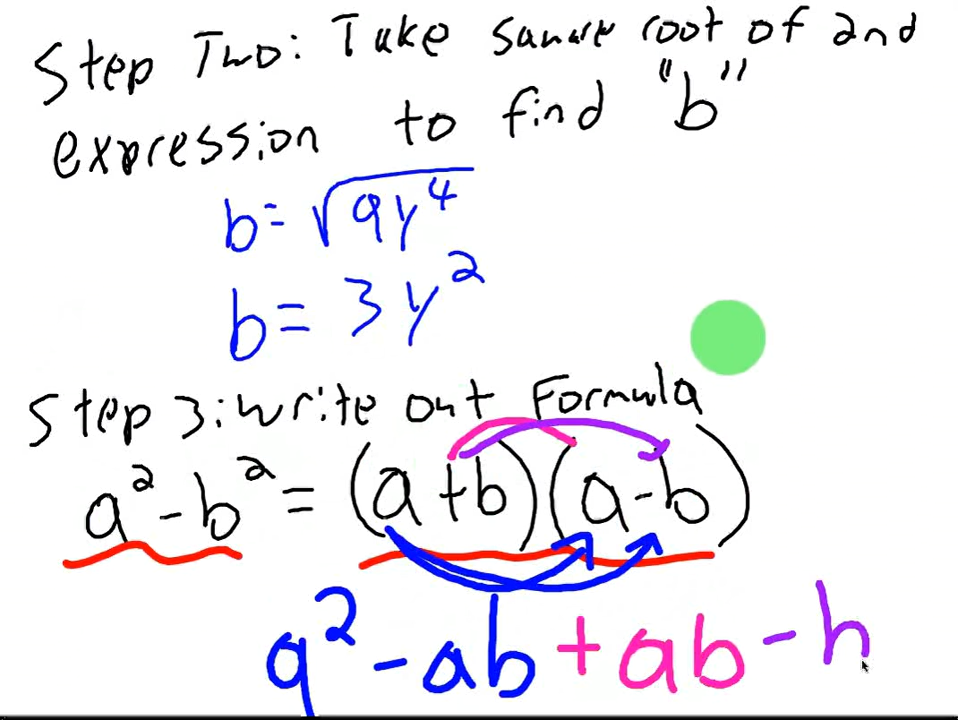 Step Two: Take square root of 2nd
expression to find "b"
b = √9y⁴
b = 3y²
Step 3: write out Formula
a² - b² = (a+b)(a-b)
a² - ab + ab - h